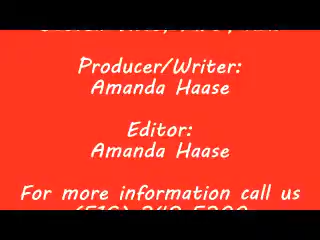 Producer/Writer:
Amanda Haase
Editor:
Amanda Haase
For more information call us